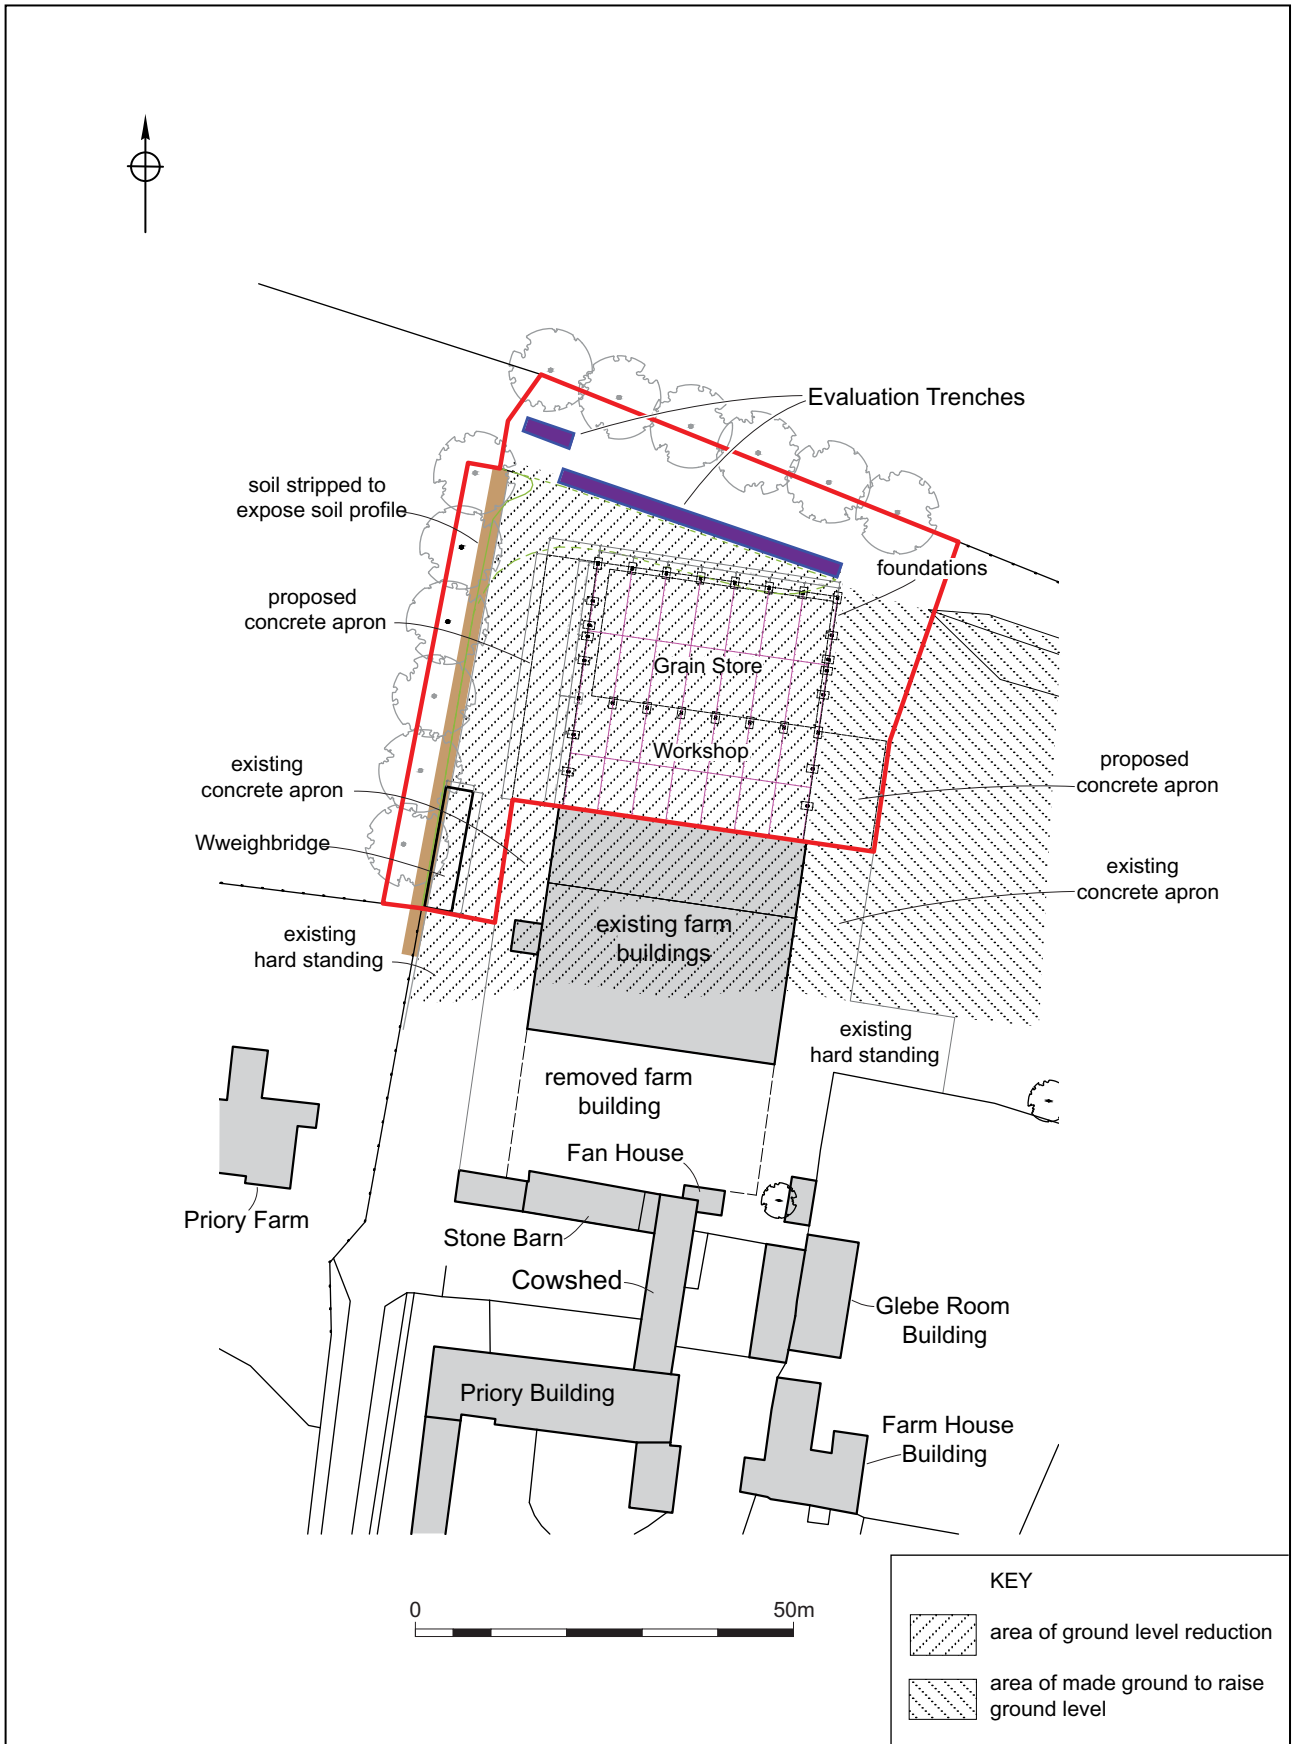 Evaluation Trenches
soil stripped to
expose soil profile
foundations
proposed
concrete apron
Grain Store
Workshop
existing
concrete apron
proposed
concrete apron
Wweighbridge
existing
concrete apron
existing farm
buildings
existing
hard standing
existing
hard standing
removed farm
building
Fan House
Priory Farm
Stone Barn
Cowshed
Glebe Room
Building
Priory Building
Farm House
Building
KEY
0
50m
area of ground level reduction
area of made ground to raise
ground level